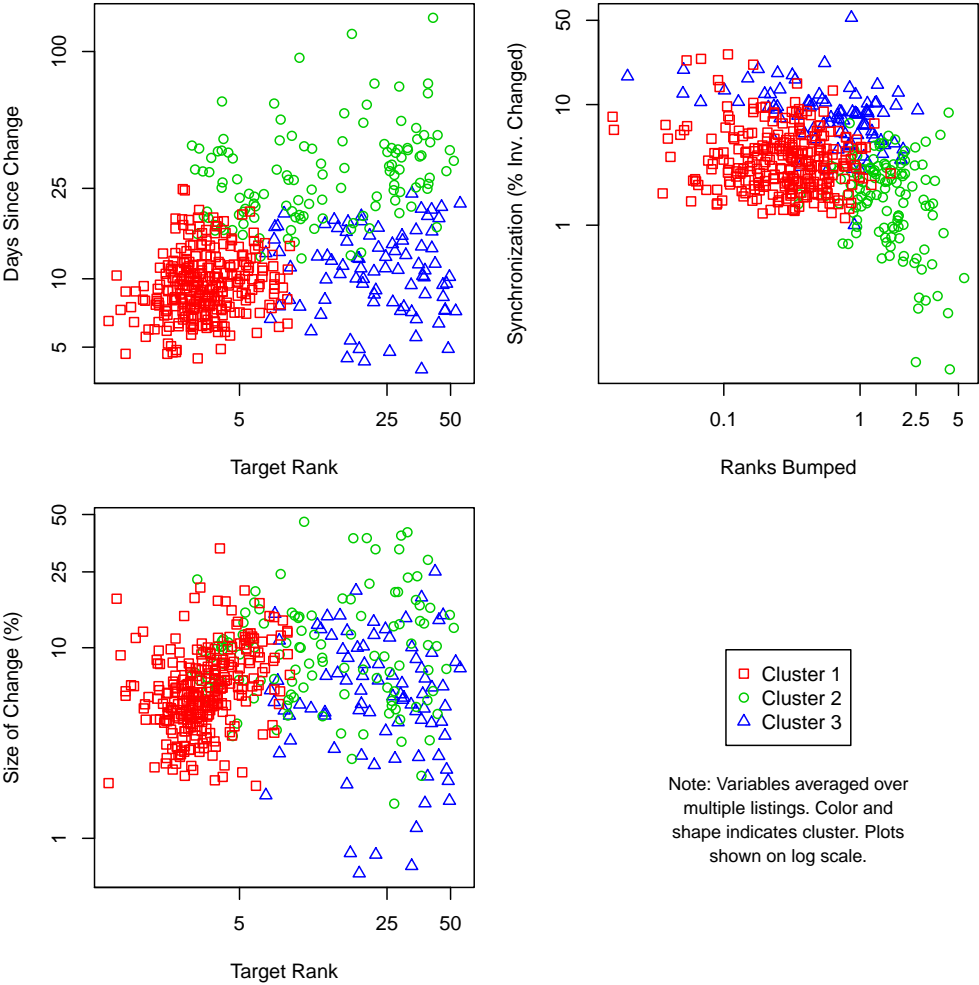 100
25
10
5
Days Since Change
5
25
50
Target Rank
50
10
1
Synchronization (% Inv. Changed)
0.1
1
2.5
5
Ranks Bumped
50
25
10
1
Size of Change (%)
5
25
50
Target Rank
Cluster 1
Cluster 2
Cluster 3
Note: Variables averaged over
multiple listings. Color and
shape indicates cluster. Plots
shown on log scale.